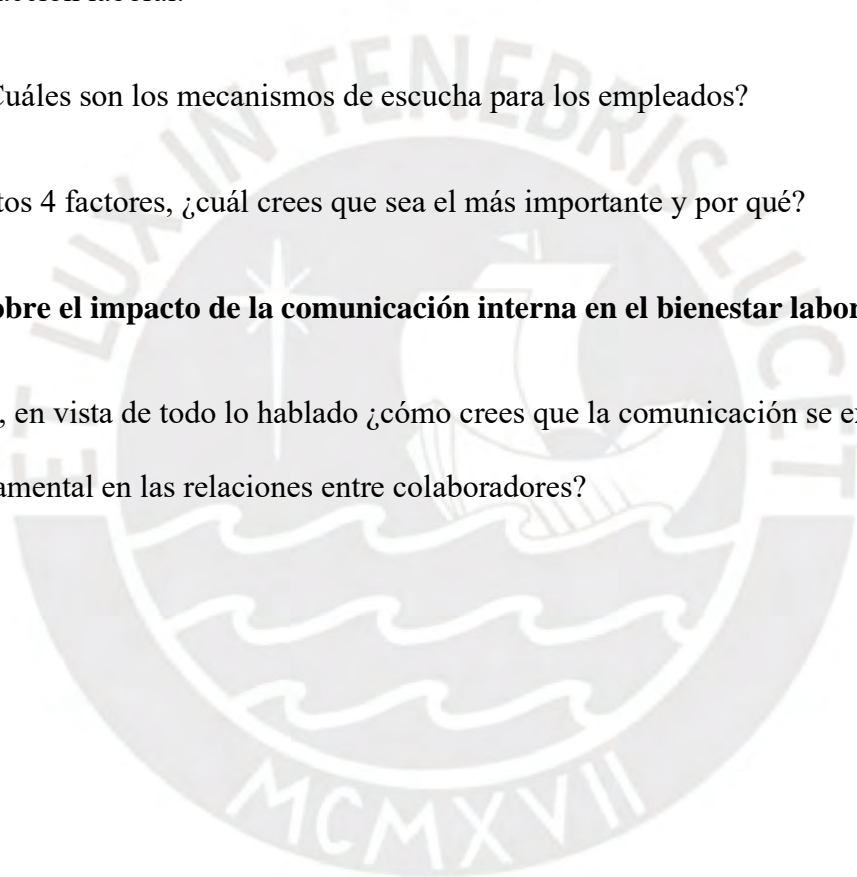 Cuáles son los mecanismos de escucha para los empleados?
tos 4 factores, ¿cuál crees que sea el más importante y por qué?
obre el impacto de la comunicación interna en el bienestar labor
, en vista de todo lo hablado ¿cómo crees que la comunicación se e
amental en las relaciones entre colaboradores?
ET LUX IN TENEBRIS LUCET
MCMXVII